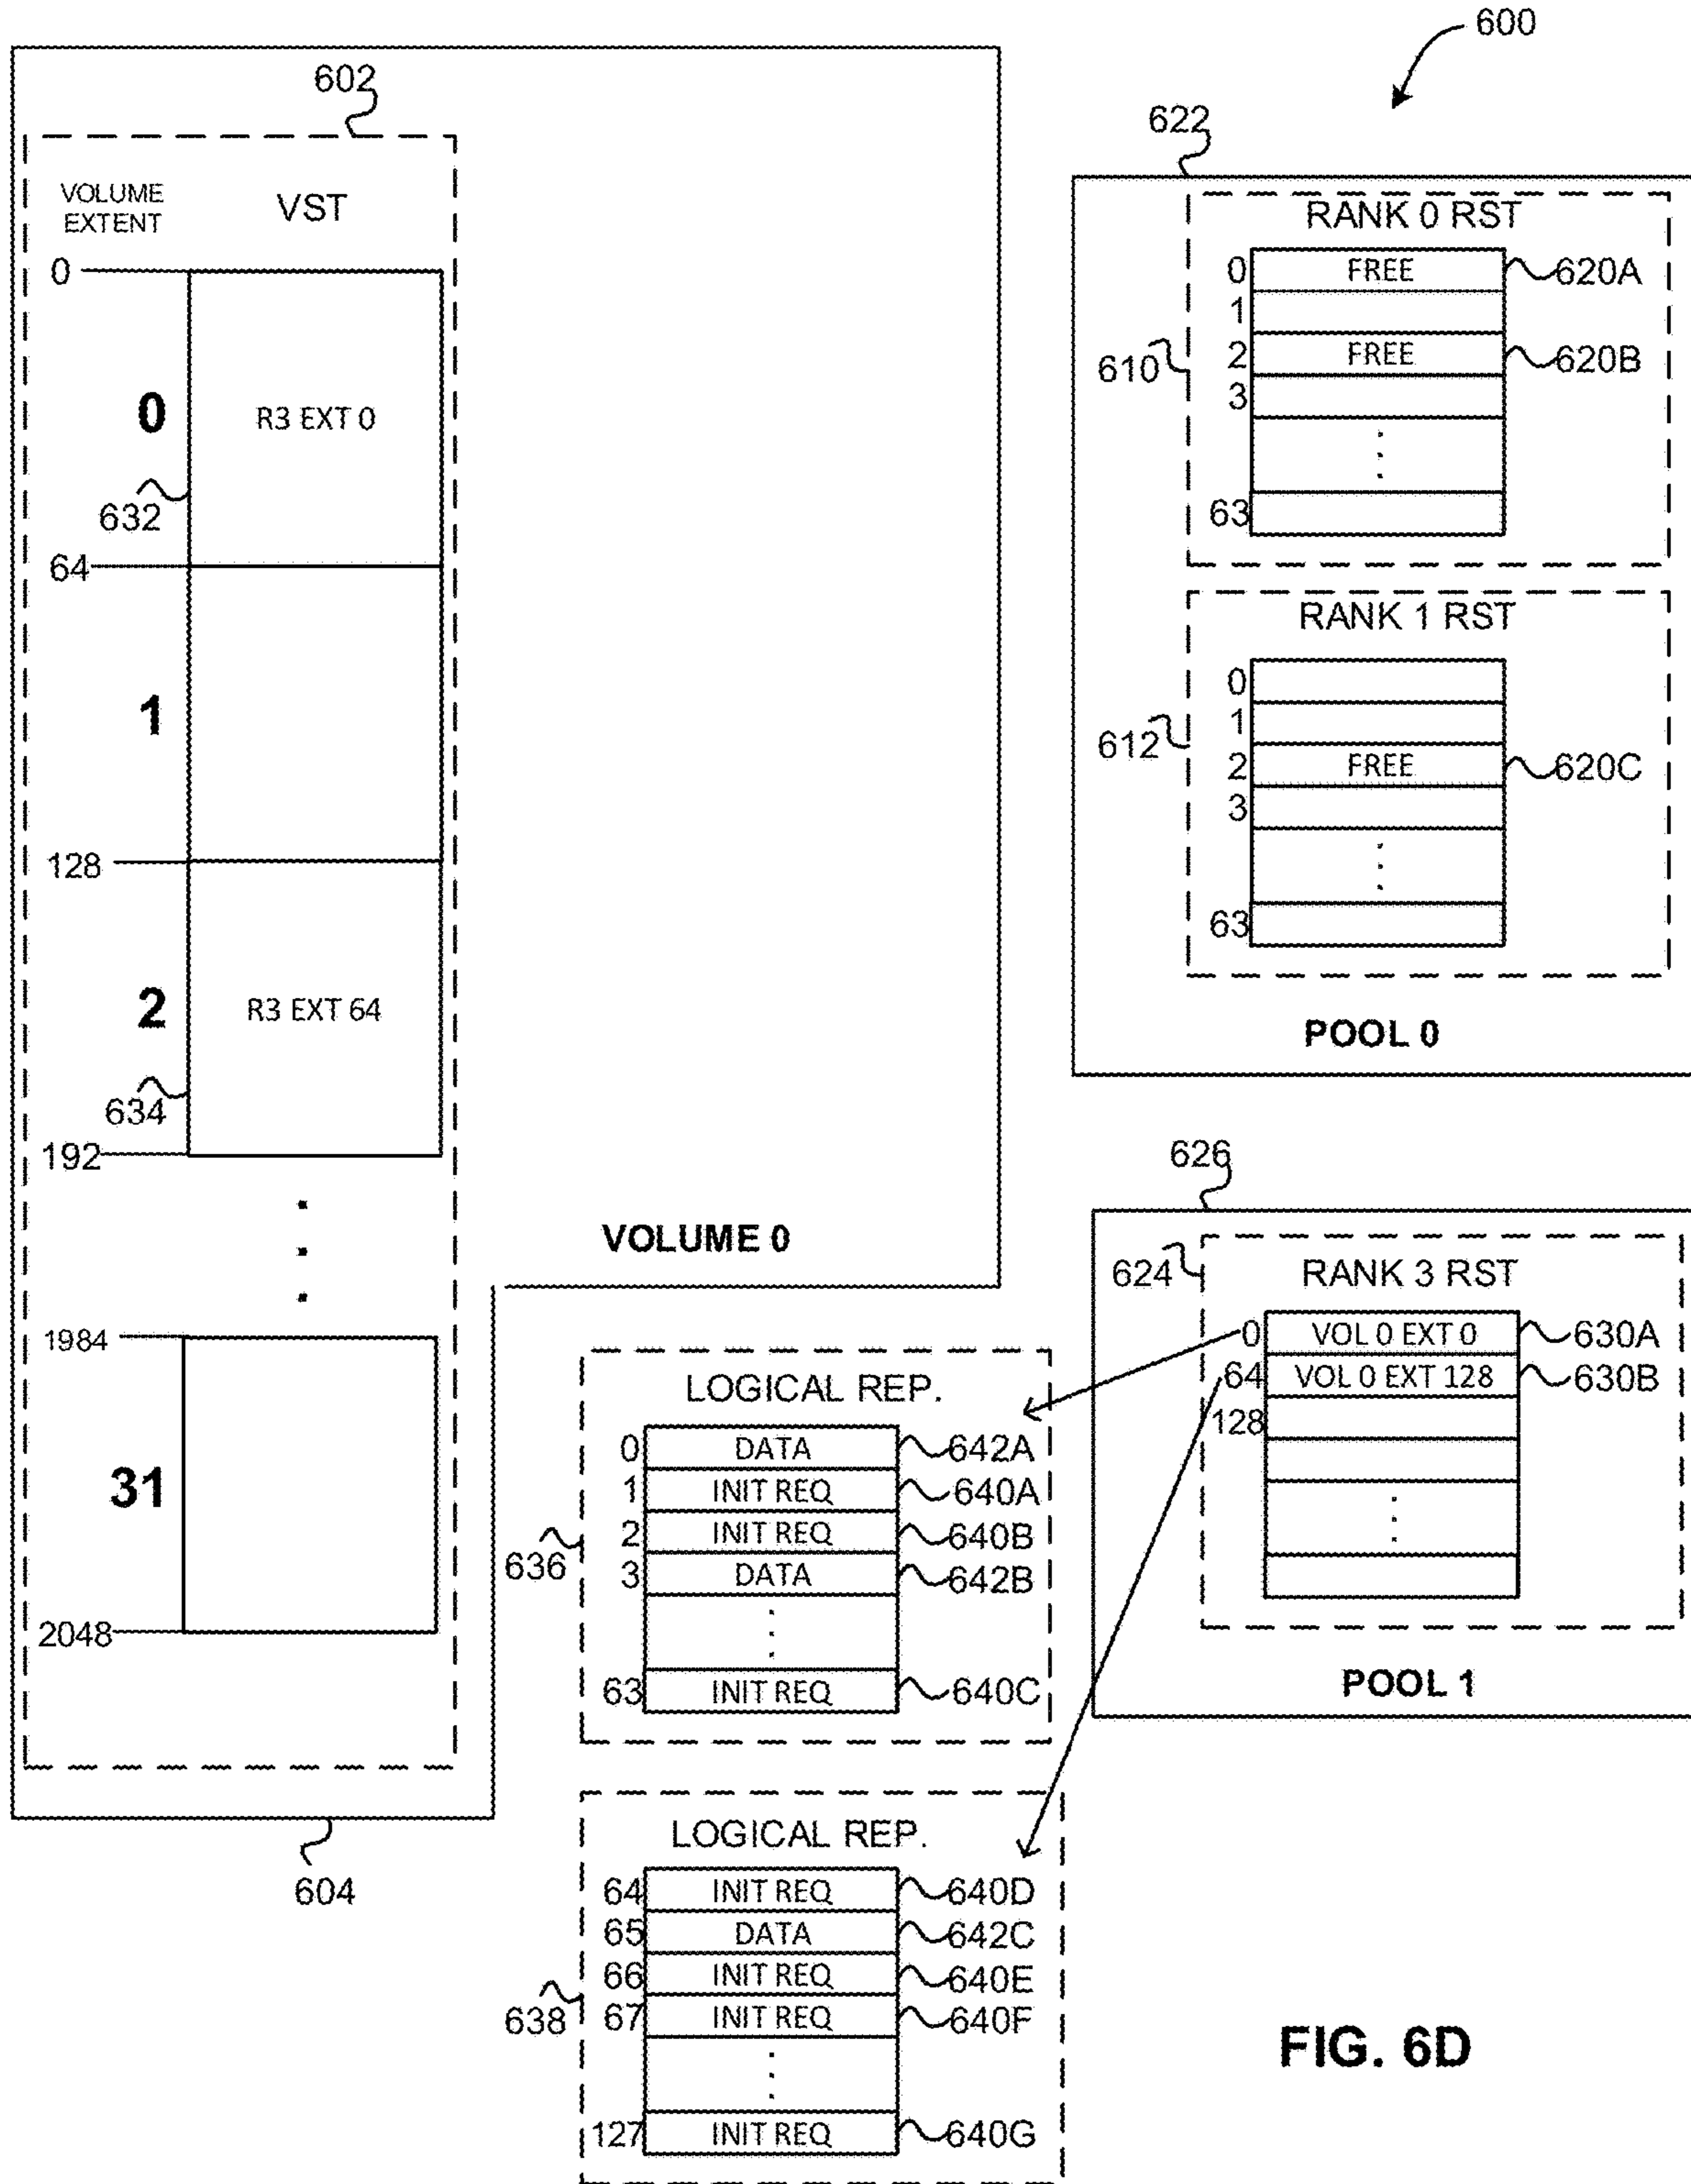 600
602
VOLUME EXTENT
VST
0
0
R3 EXT 0
632
64
1
128
2
R3 EXT 64
634
192
1984
31
2048
604
VOLUME 0
622
610
RANK 0 RST
0 FREE 620A
1
2 FREE 620B
3
63
612
RANK 1 RST
0
1
2 FREE 620C
3
63
POOL 0
626
624
RANK 3 RST
0 VOL 0 EXT 0 630A
64 VOL 0 EXT 128 630B
128
POOL 1
636
LOGICAL REP.
0 DATA 642A
1 INIT REQ 640A
2 INIT REQ 640B
3 DATA 642B
63 INIT REQ 640C
638
LOGICAL REP.
64 INIT REQ 640D
65 DATA 642C
66 INIT REQ 640E
67 INIT REQ 640F
127 INIT REQ 640G
FIG. 6D